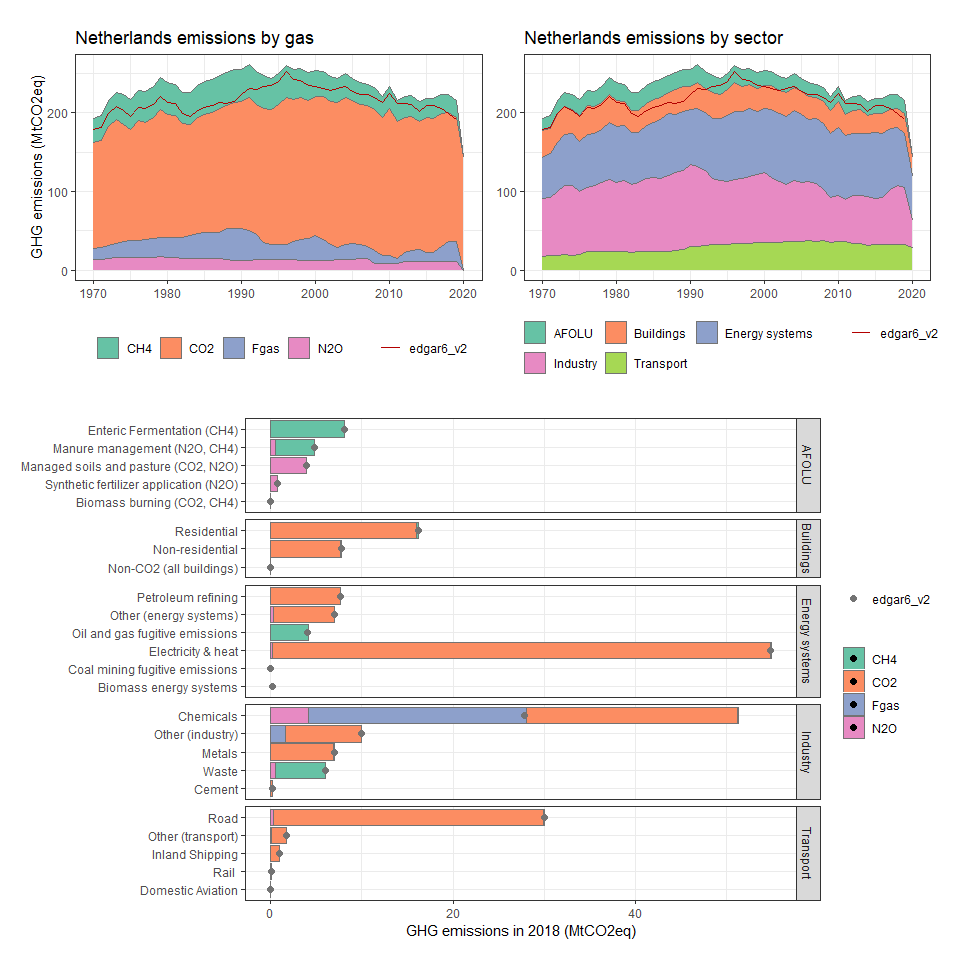 Netherlands emissions by gas
GHG emissions (MtCO2eq)
200
100
0
1970
1980
1990
2000
2010
2020
CH4
CO2
Fgas
N2O
edgar6_v2
Netherlands emissions by sector
200
100
0
1970
1980
1990
2000
2010
2020
AFOLU
Buildings
Energy systems
edgar6_v2
Industry
Transport
Enteric Fermentation (CH4)
Manure management (N2O, CH4)
Managed soils and pasture (CO2, N2O)
Synthetic fertilizer application (N2O)
Biomass burning (CO2, CH4)
AFOLU
Residential
Non-residential
Non-CO2 (all buildings)
Buildings
Petroleum refining
Other (energy systems)
Oil and gas fugitive emissions
Electricity & heat
Coal mining fugitive emissions
Biomass energy systems
Energy systems
Chemicals
Other (industry)
Metals
Waste
Cement
Industry
Road
Other (transport)
Inland Shipping
Rail
Domestic Aviation
Transport
0
20
40
GHG emissions in 2018 (MtCO2eq)
edgar6_v2
CH4
CO2
Fgas
N2O